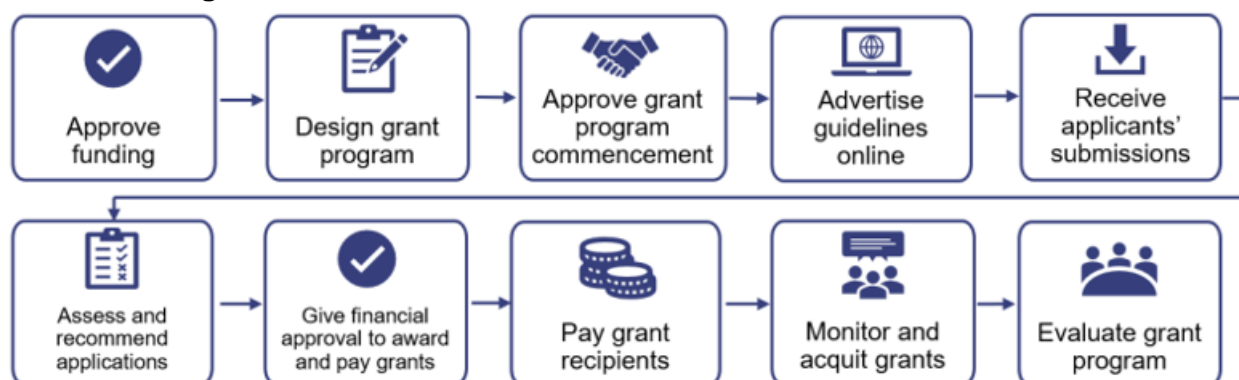 Approve
funding
Design grant
program
Approve grant
program
commencement
Advertise
guidelines
online
Receive
applicants'
submissions
Assess and
recommend
applications
Give financial
approval to award
and pay grants
Pay grant
recipients
Monitor and
acquit grants
Evaluate grant
program